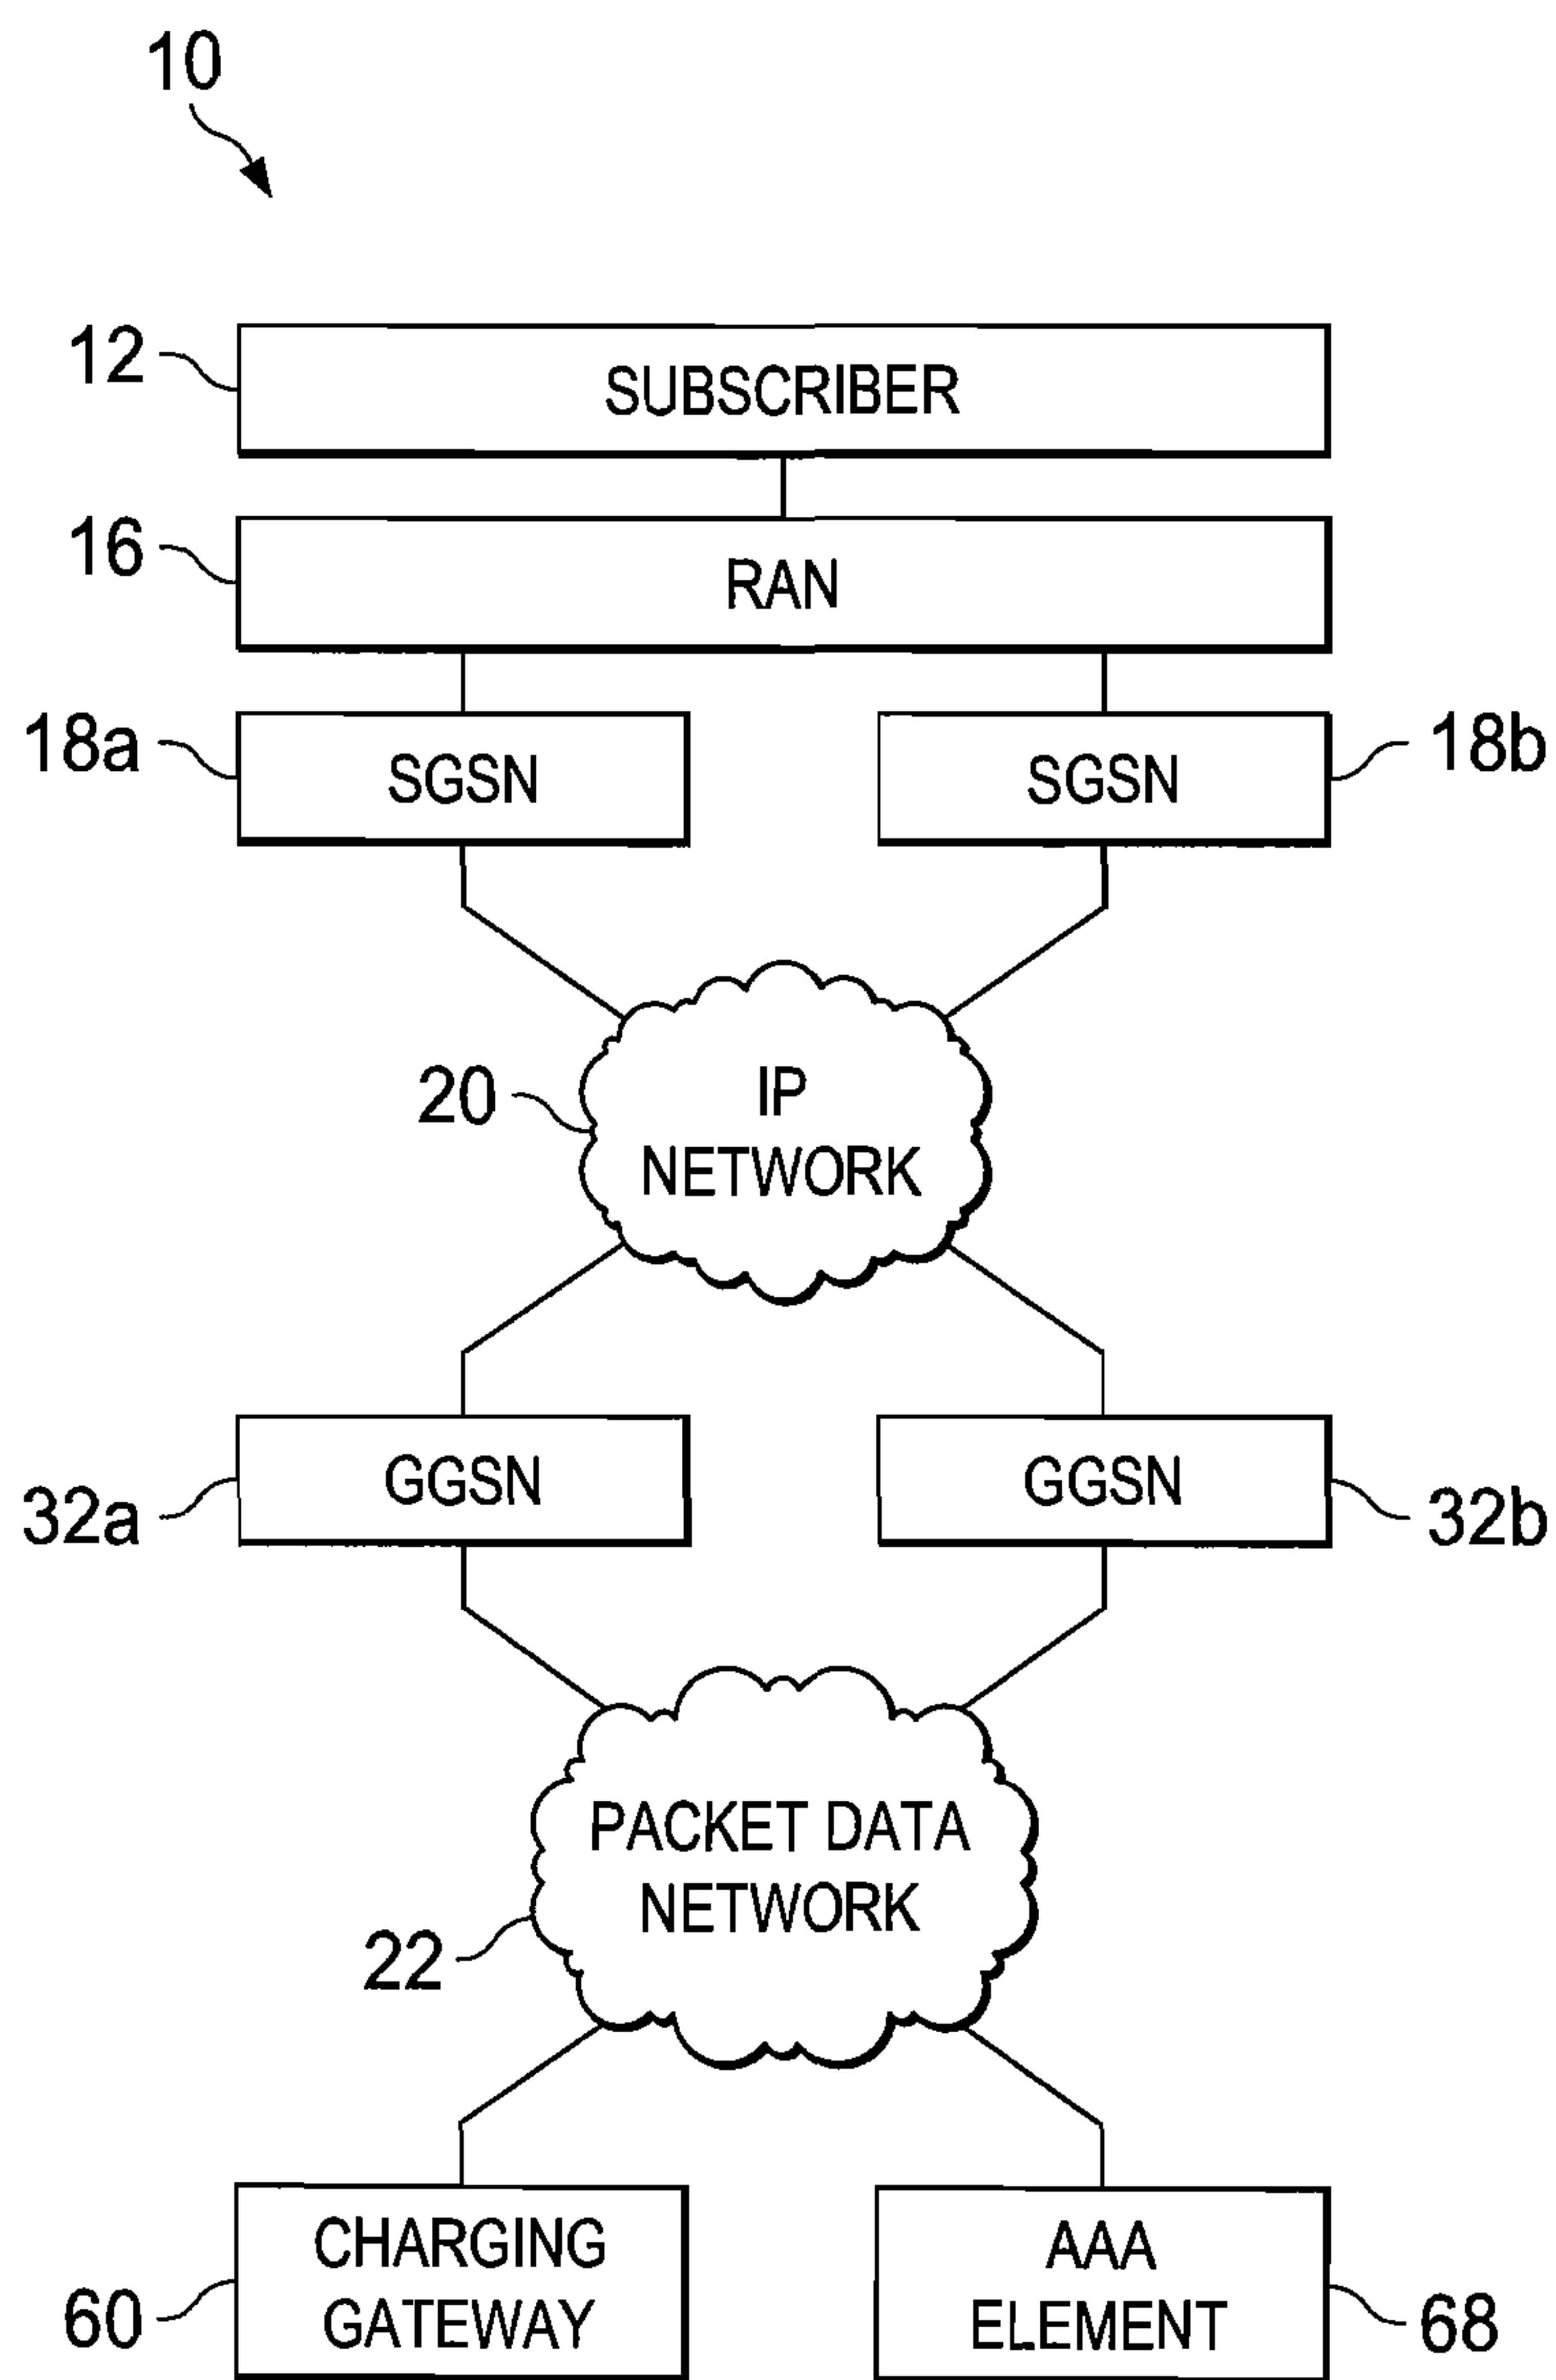 10
12
SUBSCRIBER
16
RAN
18a
SGSN
SGSN
18b
20
IP
NETWORK
GGSN
GGSN
32a
32b
PACKET DATA
NETWORK
22
CHARGING
GATEWAY
60
AAA
ELEMENT
68